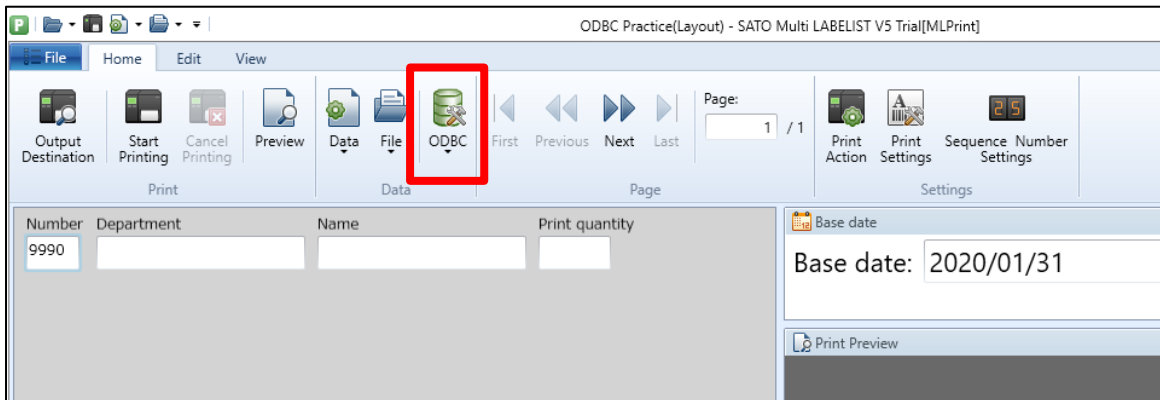 P
ODBC Practice(Layout) - SATO Multi LABELIST V5 Trial[MLPrint]
File Home Edit View
Output Destination
Start Printing
Cancel Printing
Preview
Data
File
ODBC
First
Previous
Next
Last
Page:
1 / 1
Print Action
Print Settings
25
Sequence Number Settings
Print
Data
Page
Settings
Number Department Name Print quantity
9990
Base date
Base date: 2020/01/31
Print Preview